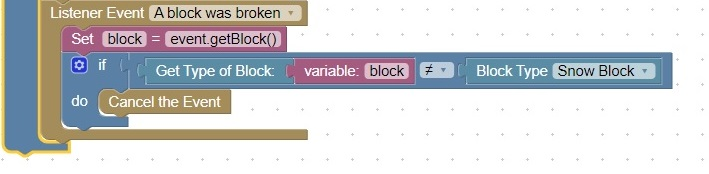 Listener Event A block was broken
Set block = event.getBlock()
if Get Type of Block: variable: block ≠ Block Type Snow Block
do Cancel the Event